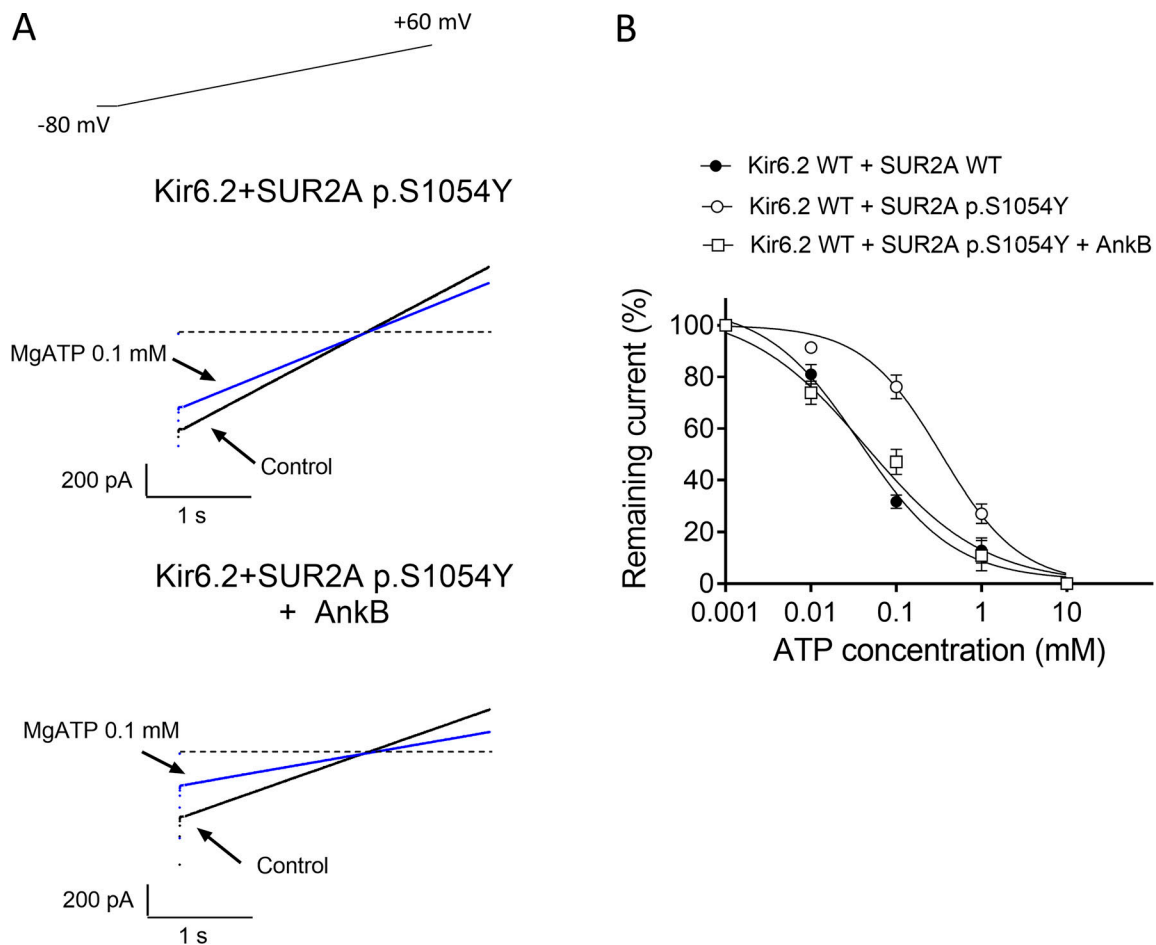 A
+60 mV
-80 mV
Kir6.2+SUR2A p.S1054Y
MgATP 0.1 mM
Control
200 pA
1 s
Kir6.2+SUR2A p.S1054Y
+ AnkB
MgATP 0.1 mM
Control
200 pA
1 s
B
Kir6.2 WT + SUR2A WT
Kir6.2 WT + SUR2A p.S1054Y
Kir6.2 WT + SUR2A p.S1054Y + AnkB
Remaining current (%)
100
80
60
40
20
0
0.001 0.01 0.1 1 10
ATP concentration (mM)